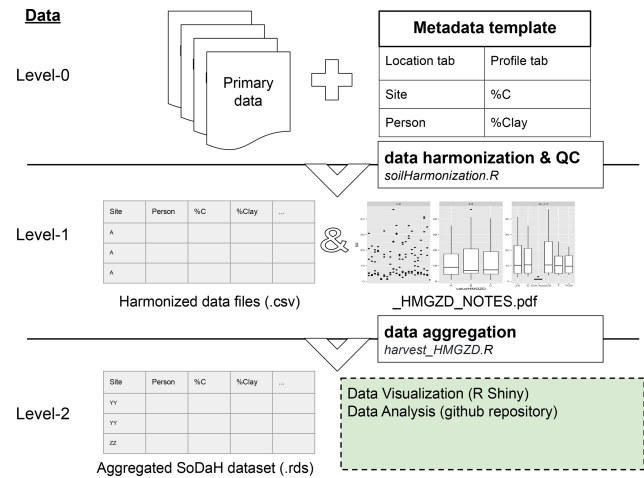 Data
Level-0
Primary
data
Metadata template
Location tab Profile tab
Site %C
Person %Clay
data harmonization & QC
soilHarmonization.R
Level-1
Site Person %C %Clay ...
A
A
A
&
Harmonized data files (.csv)
_HMGZD_NOTES.pdf
data aggregation
harvest_HMGZD.R
Level-2
Site Person %C %Clay ...
YY
YY
ZZ
Aggregated SoDaH dataset (.rds)
Data Visualization (R Shiny)
Data Analysis (github repository)